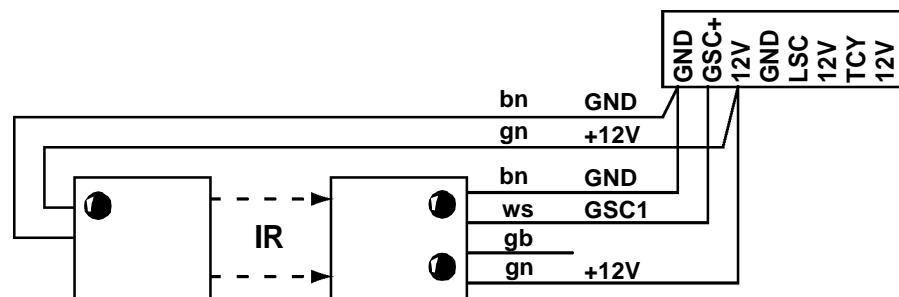 GND GSC+ 12V GND LSC 12V TCY 12V
bn GND
gn +12V
bn GND
ws GSC1
IR
gb
gn +12V